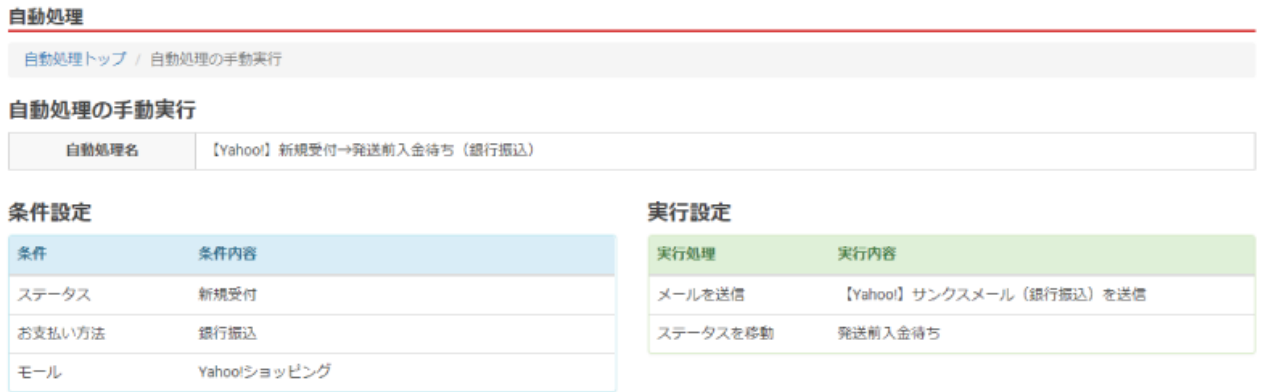 自動処理
自動処理トップ / 自動処理の手動実行
自動処理の手動実行
自動処理名 【Yahoo!】新規受付→発送前入金待ち（銀行振込）
条件設定
条件 条件内容
ステータス 新規受付
お支払い方法 銀行振込
モール Yahoo!ショッピング
実行設定
実行処理 実行内容
メールを送信 【Yahoo!】サンクスメール（銀行振込）を送信
ステータスを移動 発送前入金待ち